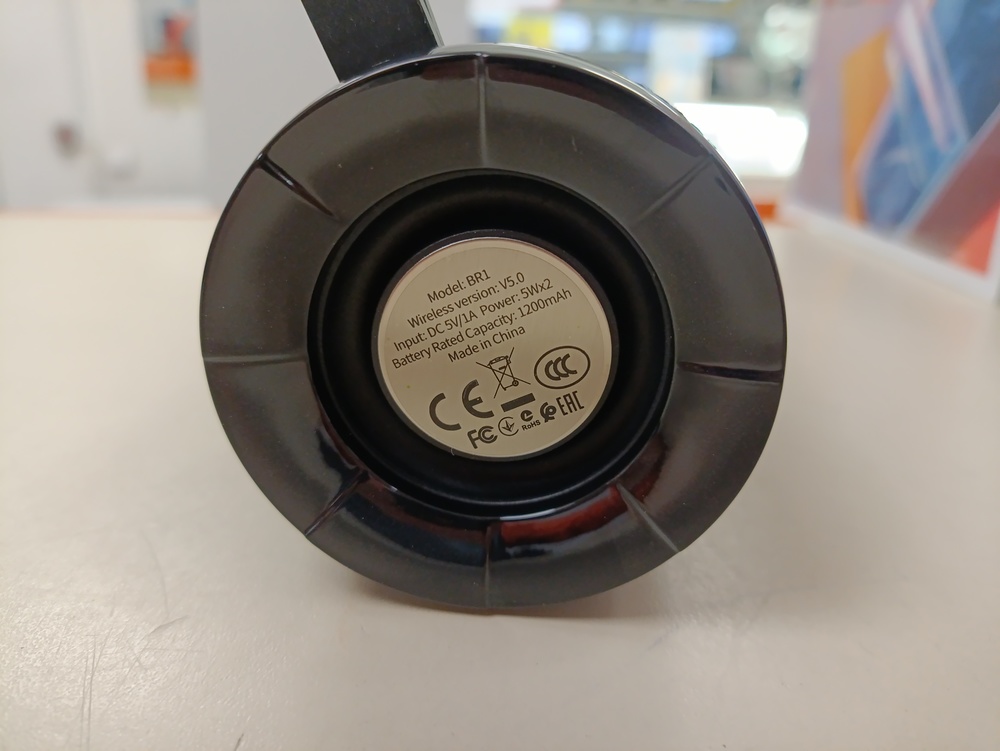 Model: BR1
Wireless version: V5.0
Input: DC 5V/1A Power: 5Wx2
Battery Rated Capacity: 1200mAh
Made in China
CCC
CE
FC
RoHS
EAC